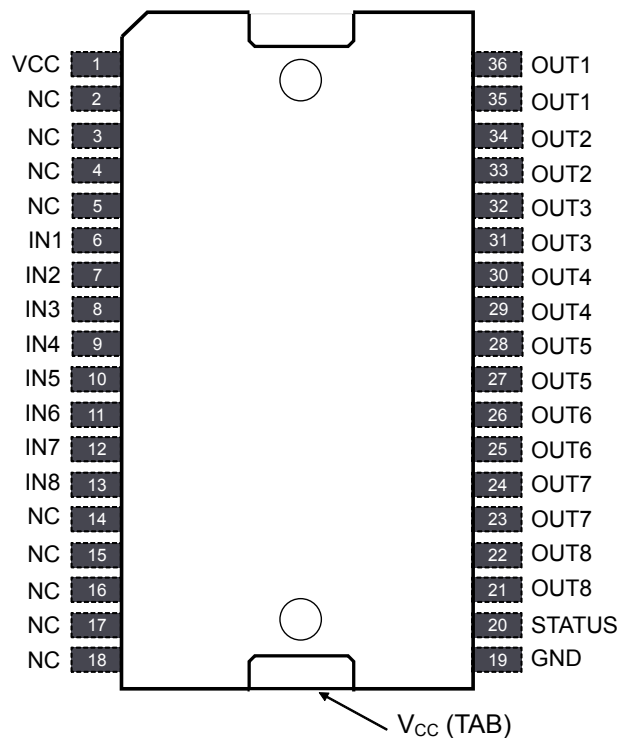 VCC 1 36 OUT1
NC 2 35 OUT1
NC 3 34 OUT2
NC 4 33 OUT2
NC 5 32 OUT3
IN1 6 31 OUT3
IN2 7 30 OUT4
IN3 8 29 OUT4
IN4 9 28 OUT5
IN5 10 27 OUT5
IN6 11 26 OUT6
IN7 12 25 OUT6
IN8 13 24 OUT7
NC 14 23 OUT7
NC 15 22 OUT8
NC 16 21 OUT8
NC 17 20 STATUS
NC 18 19 GND
VCC (TAB)